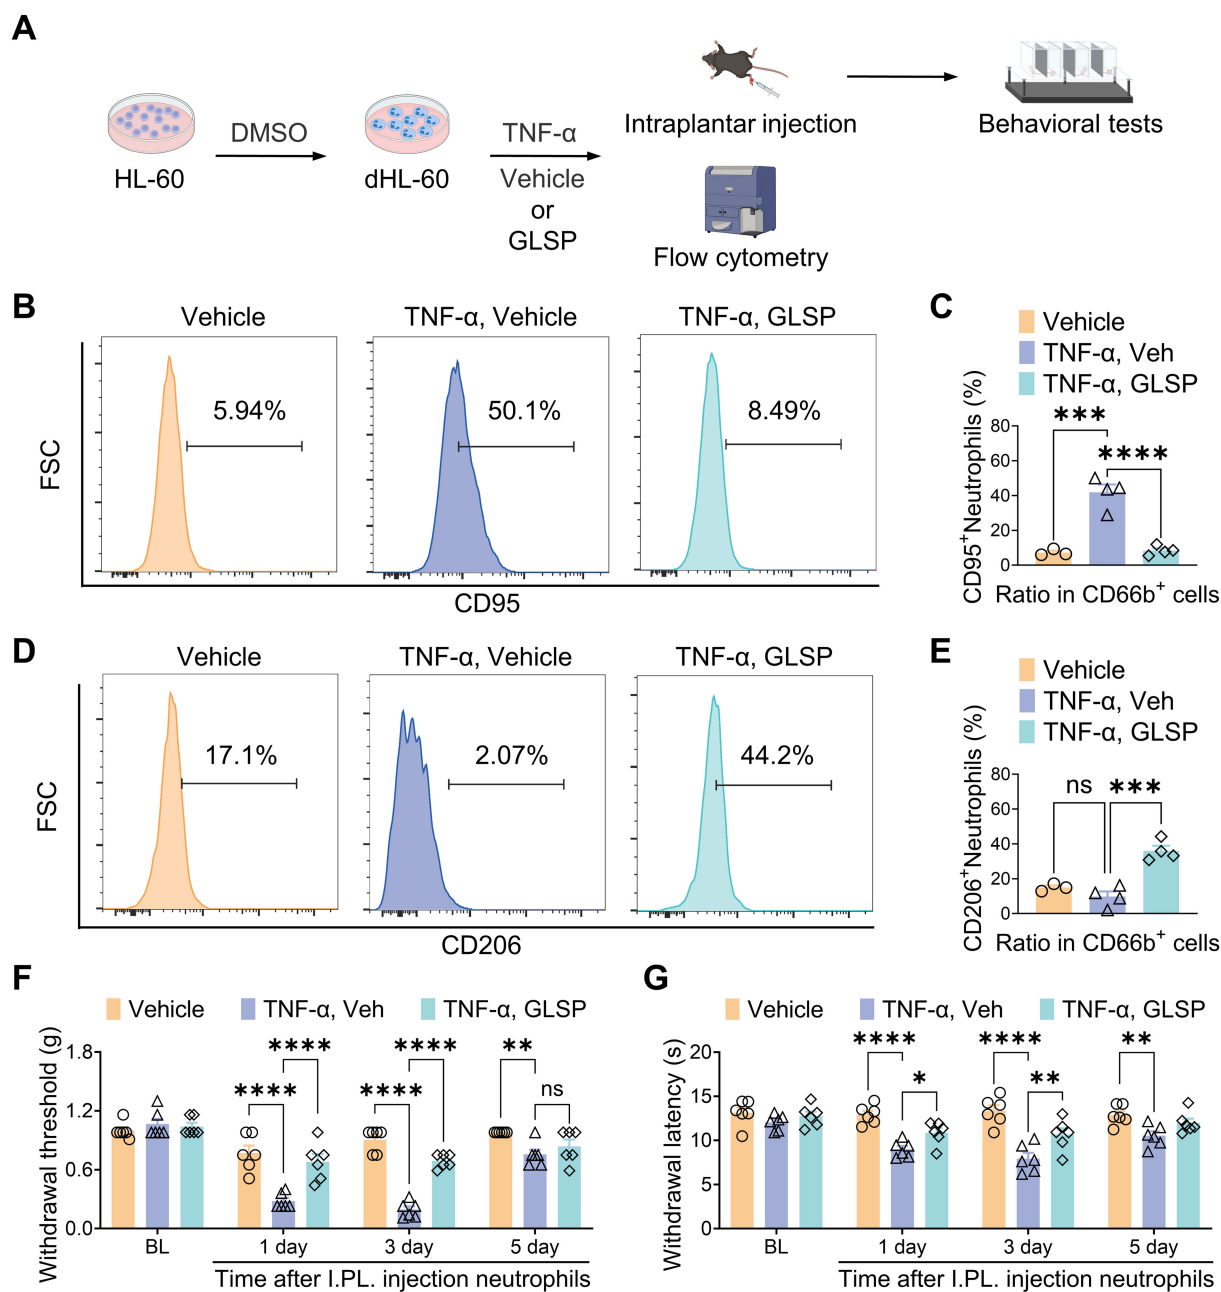 A
HL-60
DMSO
dHL-60
TNF-α
Vehicle
or
GLSP
Intraplantar injection
Behavioral tests
Flow cytometry
B
Vehicle
TNF-α, Vehicle
TNF-α, GLSP
5.94%
50.1%
8.49%
FSC
CD95
C
Vehicle
TNF-α, Veh
TNF-α, GLSP
CD95+Neutrophils (%)
80
60
40
20
0
***
****
Ratio in CD66b+ cells
D
Vehicle
TNF-α, Vehicle
TNF-α, GLSP
17.1%
2.07%
44.2%
FSC
CD206
E
Vehicle
TNF-α, Veh
TNF-α, GLSP
CD206+Neutrophils (%)
80
60
40
20
0
ns
***
Ratio in CD66b+ cells
F
Vehicle
TNF-α, Veh
TNF-α, GLSP
Withdrawal threshold (g)
1.8
1.2
0.6
0.0
****
****
****
****
**
ns
BL
1 day
3 day
5 day
Time after I.PL. injection neutrophils
G
Vehicle
TNF-α, Veh
TNF-α, GLSP
Withdrawal latency (s)
20
15
10
5
0
****
*
****
**
**
BL
1 day
3 day
5 day
Time after I.PL. injection neutrophils